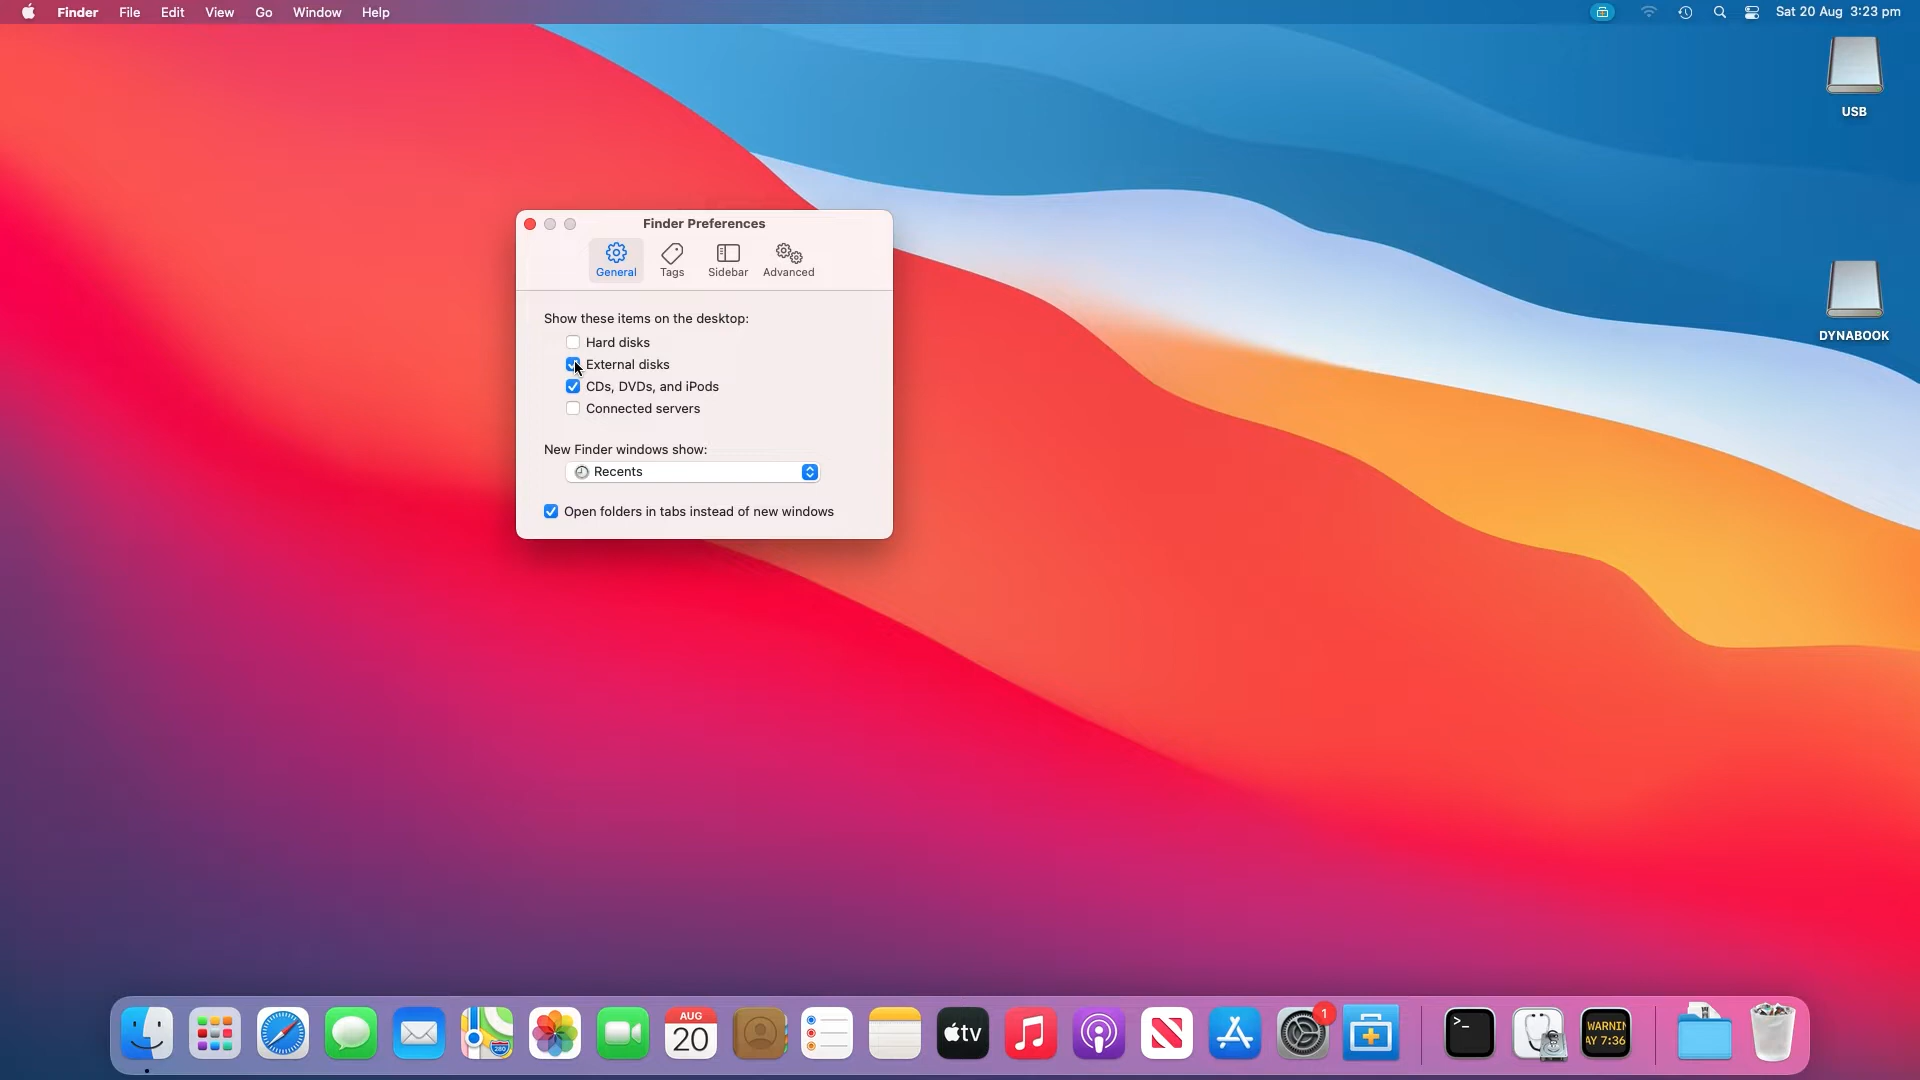 Finder File Edit View Go Window Help
Sat 20 Aug 3:23 pm
USB
DYNABOOK
Finder Preferences
General Tags Sidebar Advanced
Show these items on the desktop:
Hard disks
External disks
CDs, DVDs, and iPods
Connected servers
New Finder windows show:
Recents
Open folders in tabs instead of new windows
AUG
20
280
tv
1
>_
WARNIN
AY 7:36